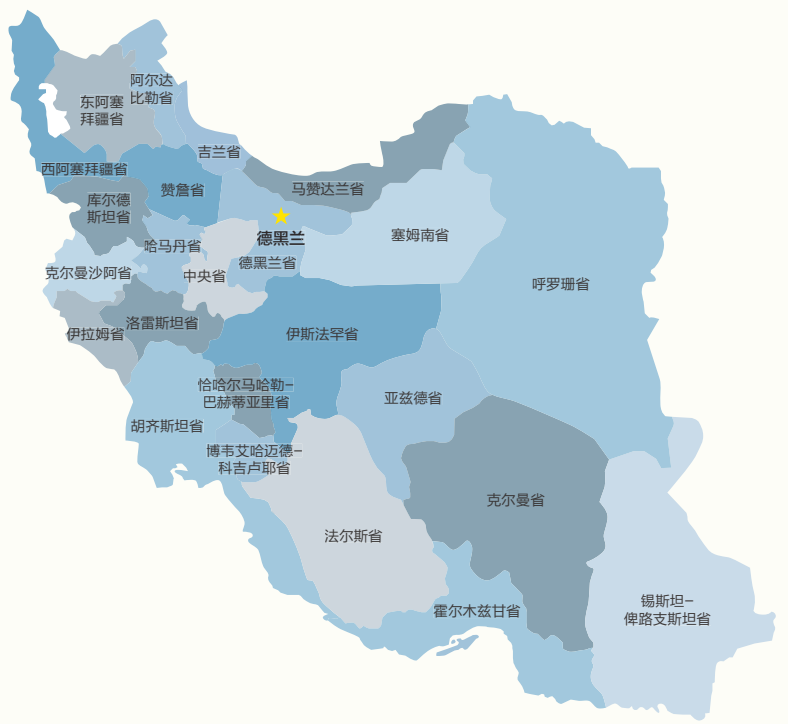 阿尔达
比勒省
东阿塞
拜疆省
吉兰省
西阿塞拜疆省
赞詹省
马赞达兰省
库尔德
斯坦省
哈马丹省
德黑兰
塞姆南省
德黑兰省
克尔曼沙阿省
中央省
呼罗珊省
伊拉姆省
洛雷斯坦省
伊斯法罕省
恰哈尔马哈勒–
巴赫蒂亚里省
亚兹德省
胡齐斯坦省
博韦艾哈迈德–
科吉卢耶省
克尔曼省
法尔斯省
霍尔木兹甘省
锡斯坦–
俾路支斯坦省